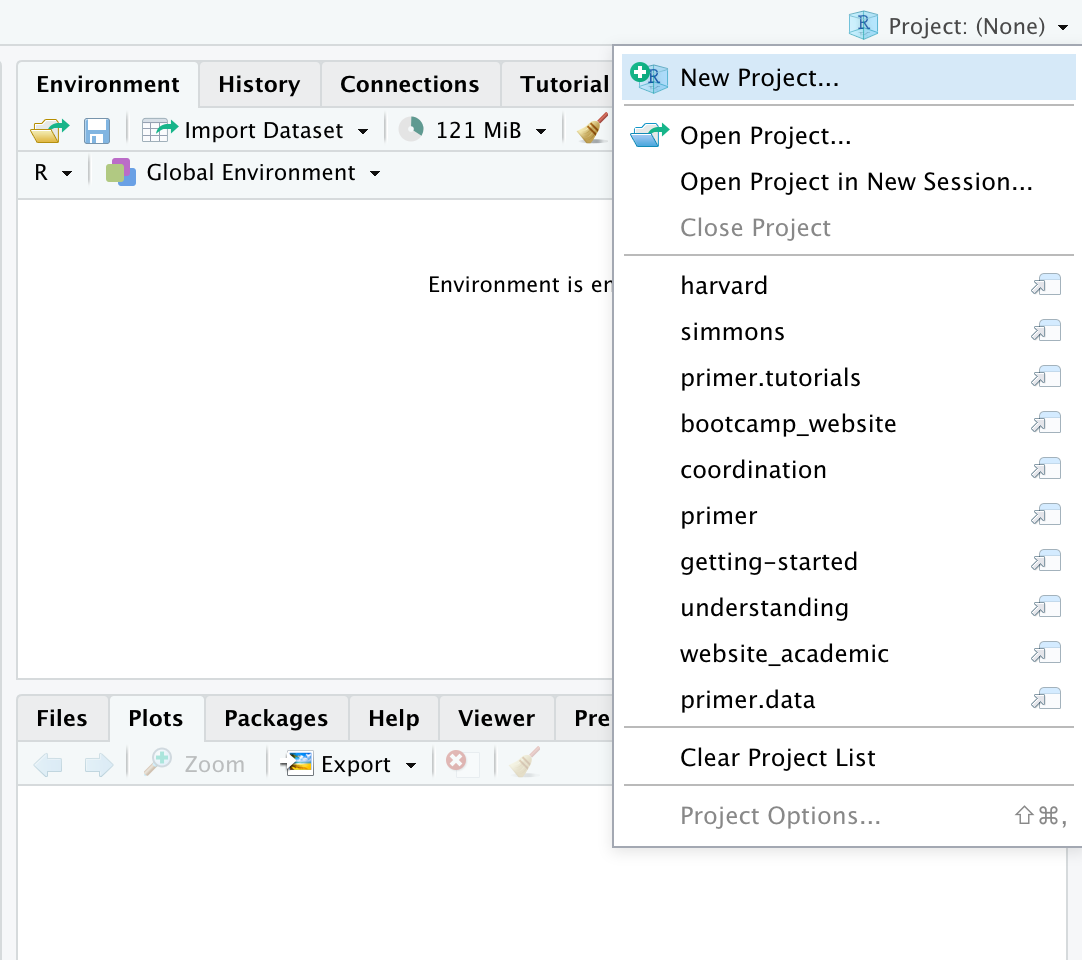 Project: (None)
Environment History Connections Tutorial
Import Dataset 121 MiB
R Global Environment
Environment is
New Project...
Open Project...
Open Project in New Session...
Close Project
harvard
simmons
primer.tutorials
bootcamp_website
coordination
primer
getting-started
understanding
website_academic
primer.data
Clear Project List
Project Options... ⇧⌘,
Files Plots Packages Help Viewer Pre
Zoom Export